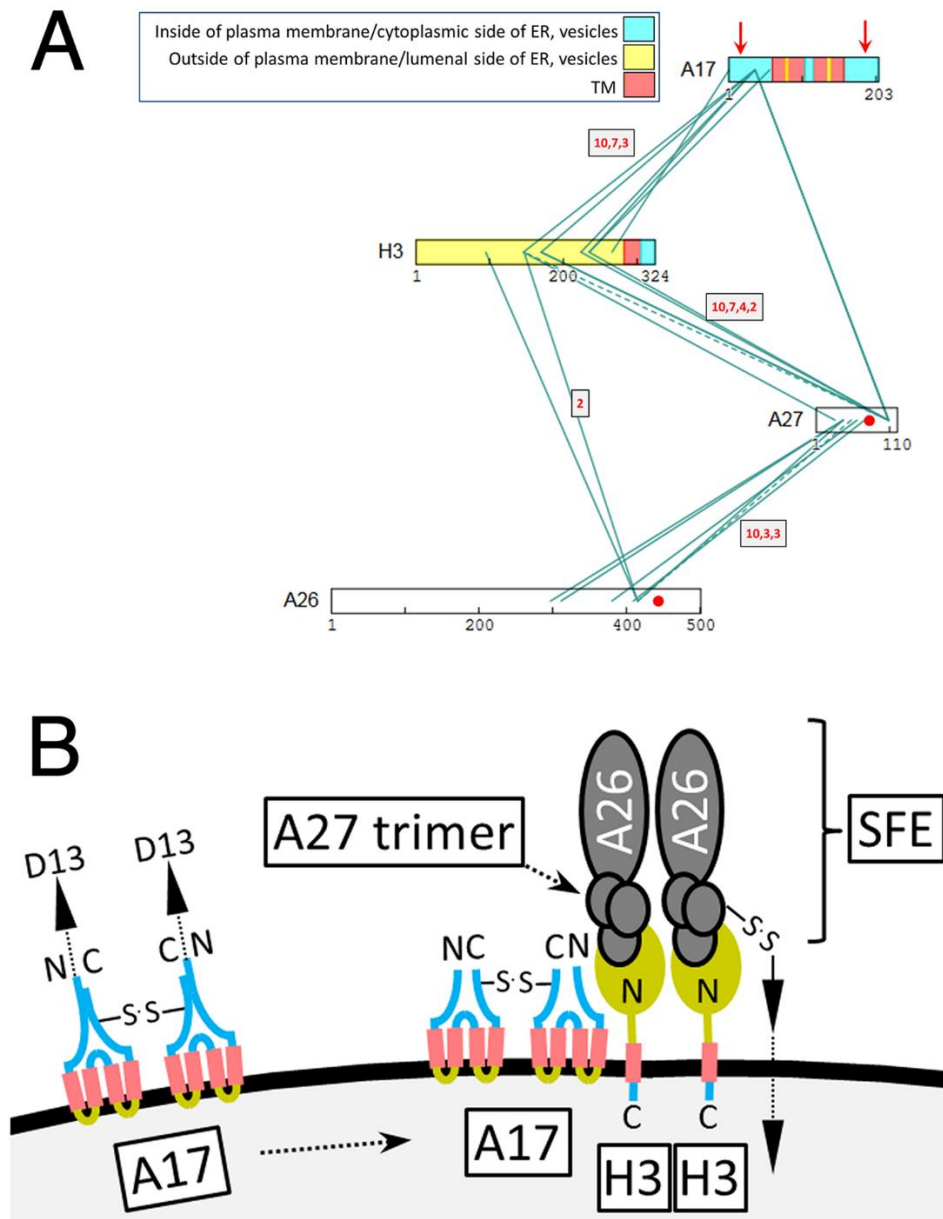 A
Inside of plasma membrane/cytoplasmic side of ER, vesicles
Outside of plasma membrane/lumenal side of ER, vesicles
TM
A17
1 203
10,7,3
H3
1 200 324
10,7,4,2
2
A27
1 110
10,3,3
A26
1 200 400 500
B
D13 D13
A27 trimer
A26 A26
SFE
N C C N
S·S
NC CN
S·S
S·S
N N
C C
A17
A17
H3 H3